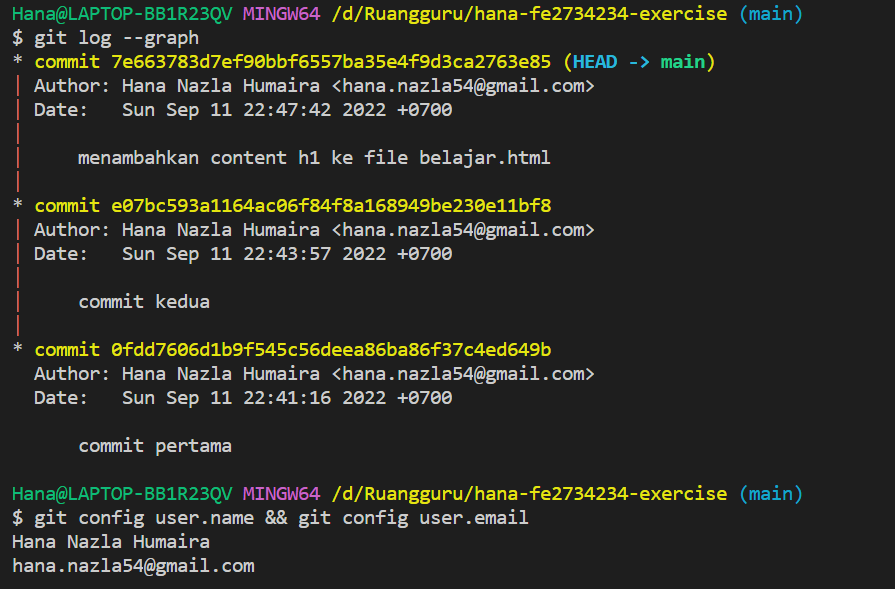 Hana@LAPTOP-BB1R23QV MINGW64 /d/Ruangguru/hana-fe2734234-exercise (main)
$ git log --graph
* commit 7e663783d7ef90bbf6557ba35e4f9d3ca2763e85 (HEAD -> main)
| Author: Hana Nazla Humaira <hana.nazla54@gmail.com>
| Date:   Sun Sep 11 22:47:42 2022 +0700
|
|     menambahkan content h1 ke file belajar.html
|
* commit e07bc593a1164ac06f84f8a168949be230e11bf8
| Author: Hana Nazla Humaira <hana.nazla54@gmail.com>
| Date:   Sun Sep 11 22:43:57 2022 +0700
|
|     commit kedua
|
* commit 0fdd7606d1b9f545c56deea86ba86f37c4ed649b
  Author: Hana Nazla Humaira <hana.nazla54@gmail.com>
  Date:   Sun Sep 11 22:41:16 2022 +0700

      commit pertama

Hana@LAPTOP-BB1R23QV MINGW64 /d/Ruangguru/hana-fe2734234-exercise (main)
$ git config user.name && git config user.email
Hana Nazla Humaira
hana.nazla54@gmail.com